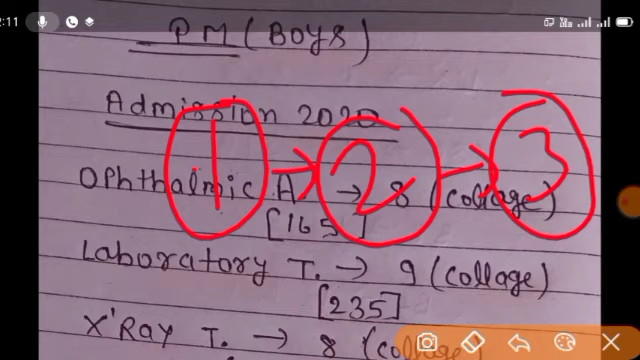 :11
PM (Boys)
Admission 2020
1 → 2 → 3
Ophthalmic A. → 8 (collage)
[165]
Laboratory T. → 9 (collage)
[235]
X'Ray T. → 8 (collage